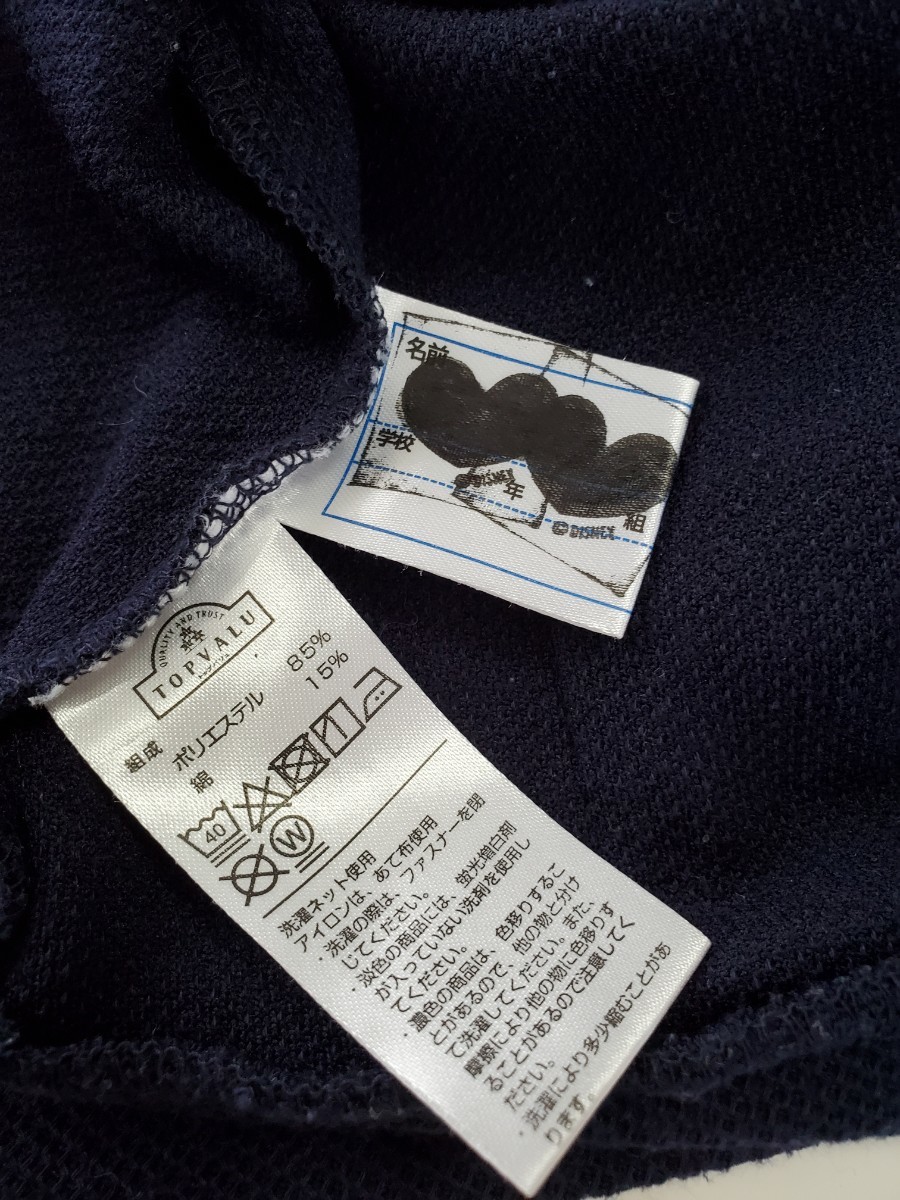 名前
学校
DISNEY
年
組
©DISNEY
QUALITY AND TRUST
TOPVALU
トップバリュ
組成
ポリエステル 85%
綿 15%
40
W
洗濯ネット使用
アイロンは、あて布使用
・洗濯の際は、ファスナーを閉
じてください。
・淡色の商品には、蛍光増白剤
が入っていない洗剤を使用し
てください。
・濃色の商品は、色移りするこ
とがあるので、他の物と分け
て洗濯してください。また、
摩擦により他の物に色移りす
ることがあるので注意してく
ださい。
・洗濯により多少縮むことがあ
ります。